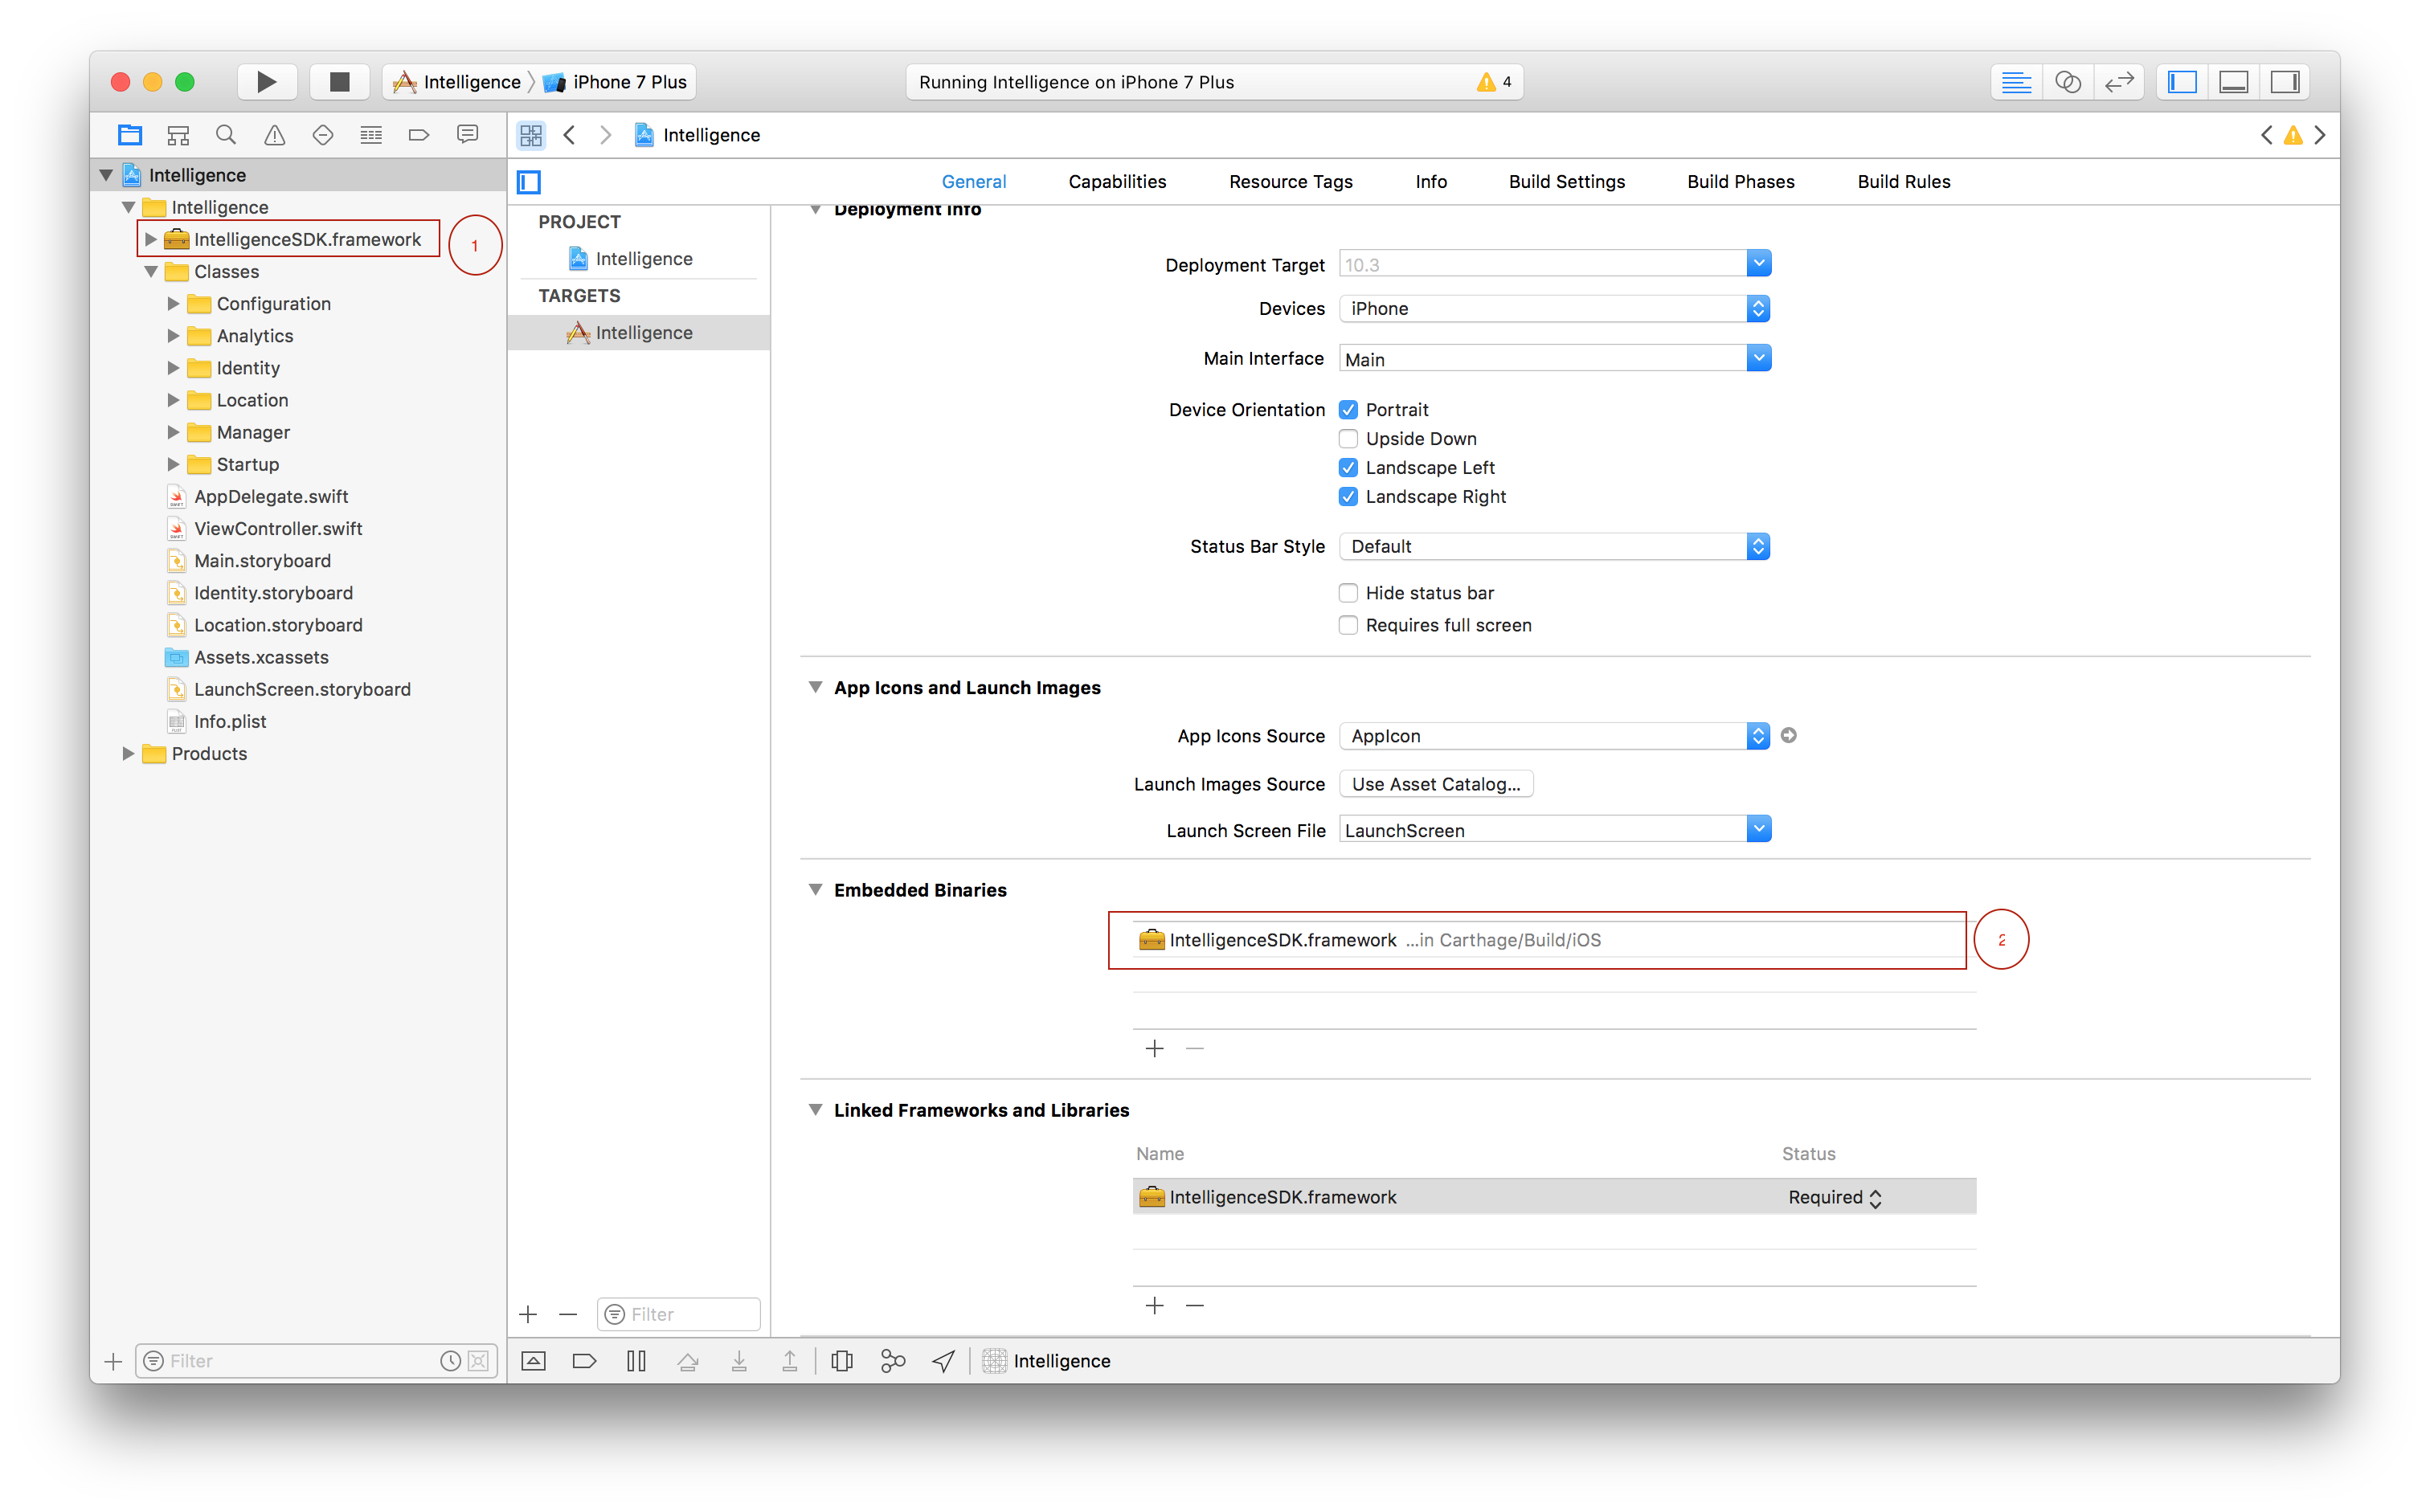 Intelligence
iPhone 7 Plus
Running Intelligence on iPhone 7 Plus
4
Intelligence
Intelligence
Intelligence
IntelligenceSDK.framework
1
Classes
Configuration
Analytics
Identity
Location
Manager
Startup
AppDelegate.swift
ViewController.swift
Main.storyboard
Identity.storyboard
Location.storyboard
Assets.xcassets
LaunchScreen.storyboard
Info.plist
Products
Filter
General
Capabilities
Resource Tags
Info
Build Settings
Build Phases
Build Rules
PROJECT
Intelligence
TARGETS
Intelligence
Filter
Deployment Info
Deployment Target
10.3
Devices
iPhone
Main Interface
Main
Device Orientation
Portrait
Upside Down
Landscape Left
Landscape Right
Status Bar Style
Default
Hide status bar
Requires full screen
App Icons and Launch Images
App Icons Source
AppIcon
Launch Images Source
Use Asset Catalog...
Launch Screen File
LaunchScreen
Embedded Binaries
IntelligenceSDK.framework ...in Carthage/Build/iOS
2
Linked Frameworks and Libraries
Name
Status
IntelligenceSDK.framework
Required
Intelligence